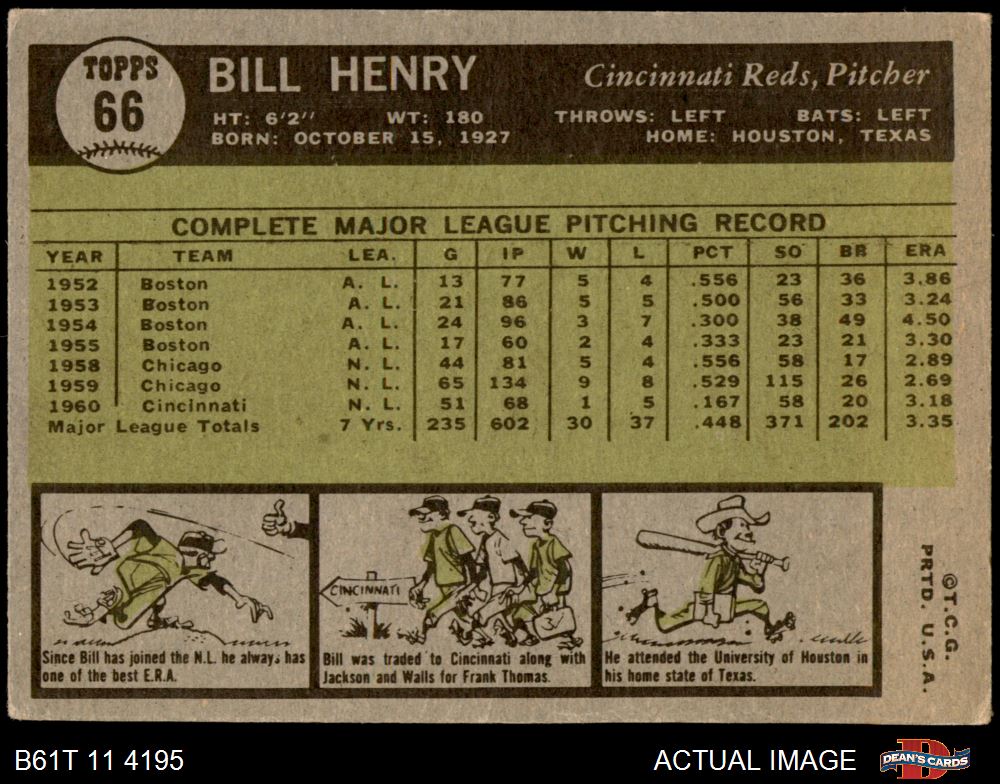 TOPPS
66
BILL HENRY
Cincinnati Reds, Pitcher
HT: 6'2" WT: 180 THROWS: LEFT BATS: LEFT
BORN: OCTOBER 15, 1927 HOME: HOUSTON, TEXAS
COMPLETE MAJOR LEAGUE PITCHING RECORD
YEAR TEAM LEA. G IP W L PCT SO BR ERA
1952 Boston A. L. 13 77 5 4 .556 23 36 3.86
1953 Boston A. L. 21 86 5 5 .500 56 33 3.24
1954 Boston A. L. 24 96 3 7 .300 38 49 4.50
1955 Boston A. L. 17 60 2 4 .333 23 21 3.30
1958 Chicago N. L. 44 81 5 4 .556 58 17 2.89
1959 Chicago N. L. 65 134 9 8 .529 115 26 2.69
1960 Cincinnati N. L. 51 68 1 5 .167 58 20 3.18
Major League Totals 7 Yrs. 235 602 30 37 .448 371 202 3.35
Since Bill has joined the N.L. he always has
one of the best E.R.A.
CINCINNATI
Bill was traded to Cincinnati along with
Jackson and Walls for Frank Thomas.
He attended the University of Houston in
his home state of Texas.
©T.C.G.
PRTD. U.S.A.
B61T 11 4195
ACTUAL IMAGE
D
DEAN'S CARDS